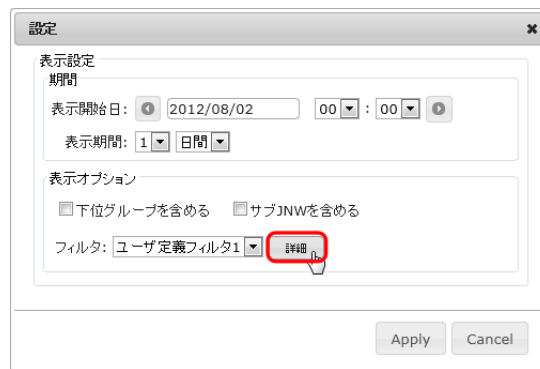 設定
表示設定
期間
表示開始日: 2012/08/02 00 : 00
表示期間: 1 日間
表示オプション
下位グループを含める サブJNWを含める
フィルタ: ユーザ定義フィルタ1 詳細
Apply Cancel